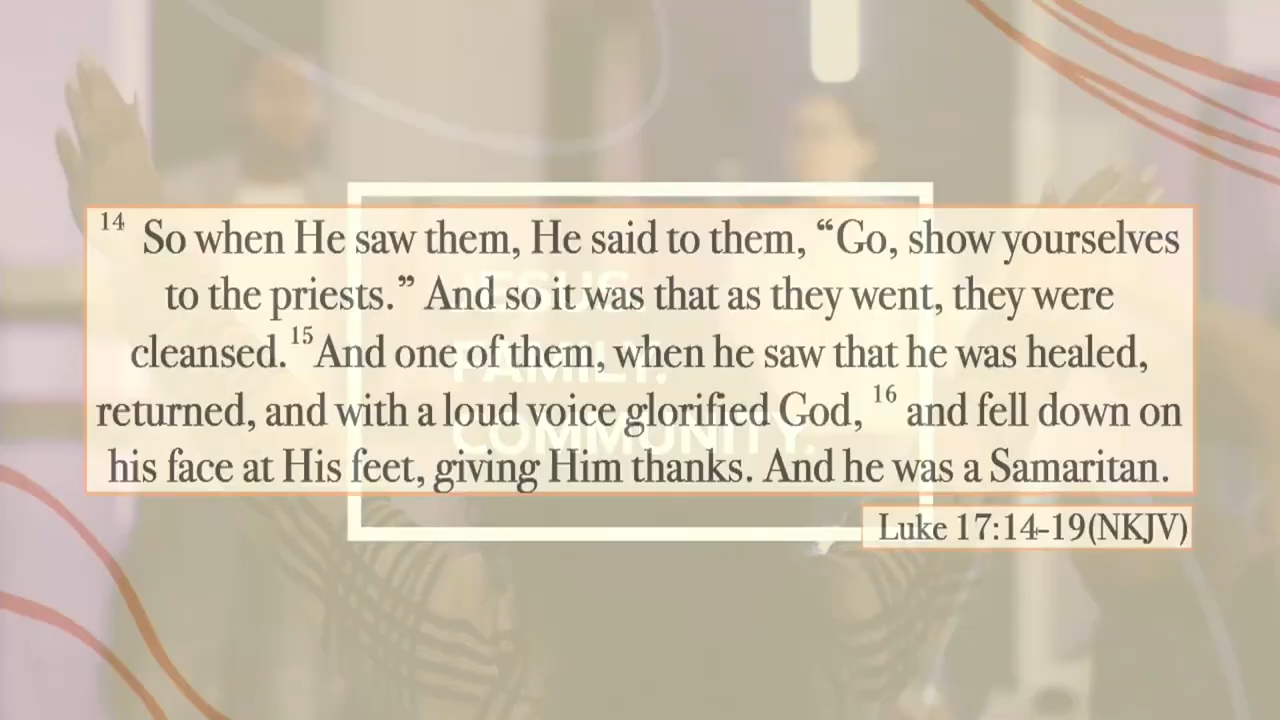 14 So when He saw them, He said to them, “Go, show yourselves
to the priests.” And so it was that as they went, they were
cleansed. 15 And one of them, when he saw that he was healed,
returned, and with a loud voice glorified God, 16 and fell down on
his face at His feet, giving Him thanks. And he was a Samaritan.
Luke 17:14-19(NKJV)
JESUS.
FAMILY.
COMMUNITY.